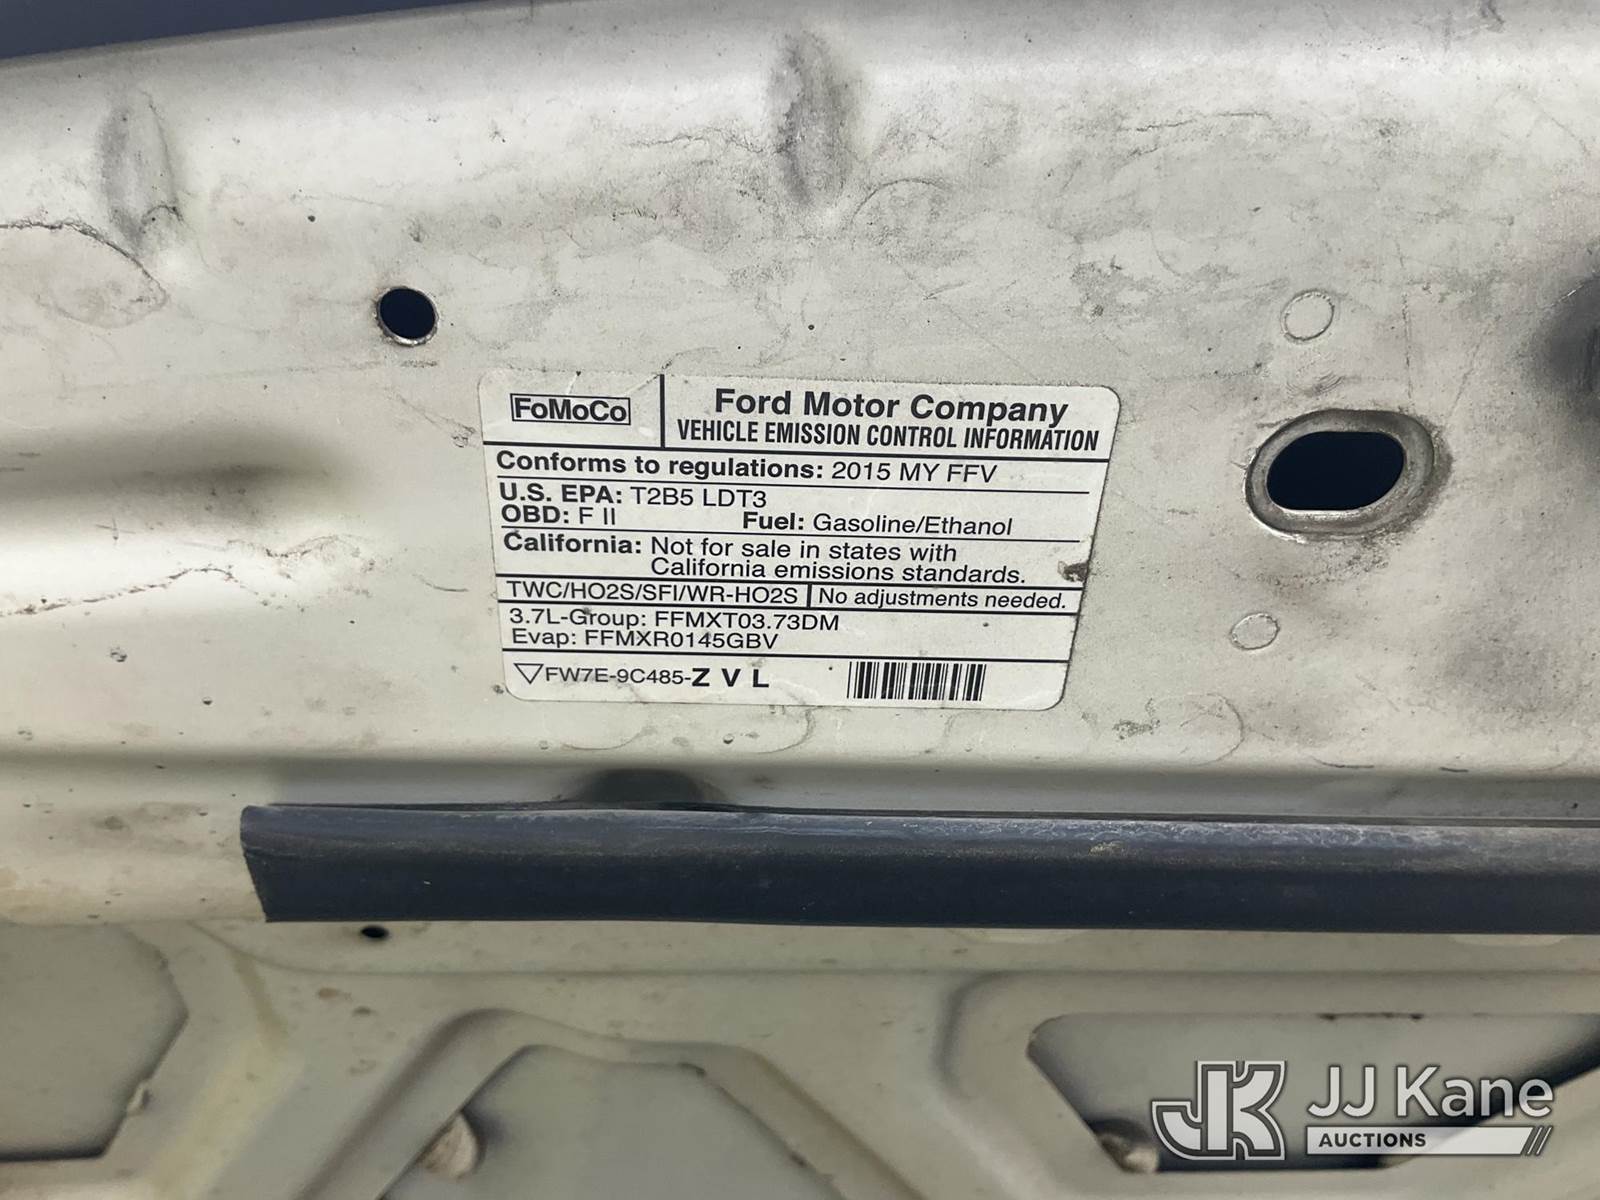 FoMoCo
Ford Motor Company
VEHICLE EMISSION CONTROL INFORMATION
Conforms to regulations: 2015 MY FFV
U.S. EPA: T2B5 LDT3
OBD: F II Fuel: Gasoline/Ethanol
California: Not for sale in states with
California emissions standards.
TWC/HO2S/SFI/WR-HO2S No adjustments needed.
3.7L-Group: FFMXT03.73DM
Evap: FFMXR0145GBV
FW7E-9C485-Z V L
JK JJ Kane
AUCTIONS